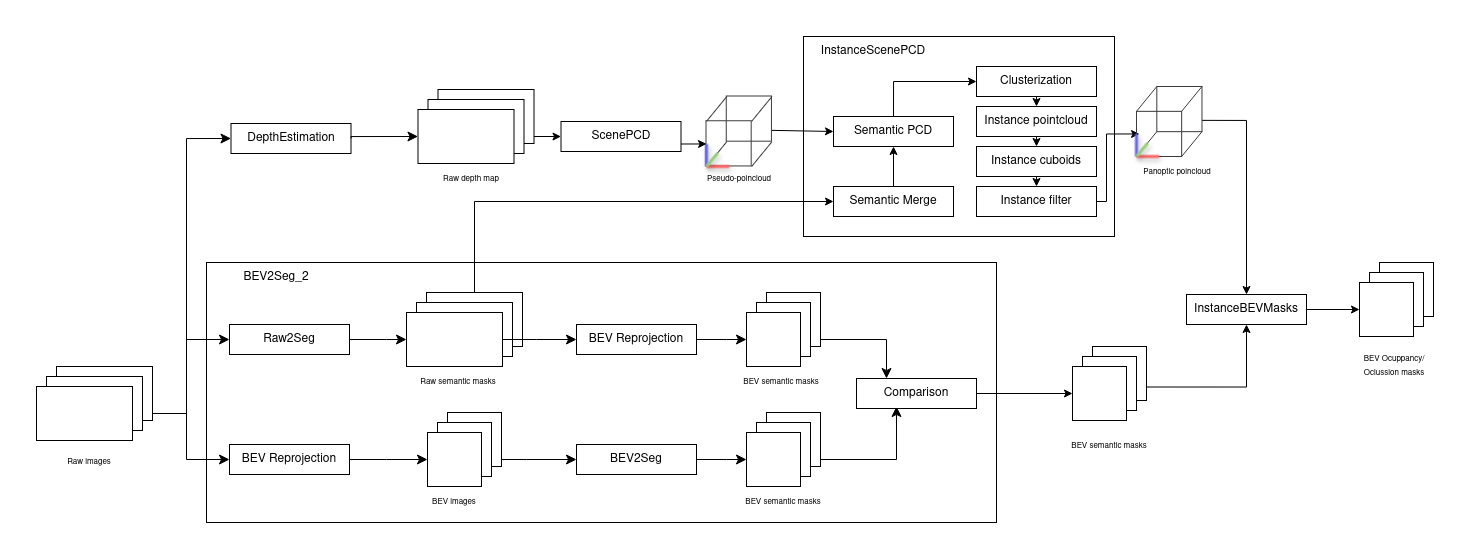 InstanceScenePCD
Clusterization
DepthEstimation
ScenePCD
Semantic PCD
Instance pointcloud
Instance cuboids
Raw depth map
Pseudo-poincloud
Panoptic poincloud
Semantic Merge
Instance filter
BEV2Seg_2
InstanceBEVMasks
Raw2Seg
BEV Reprojection
BEV Ocuppancy/
Oclussion masks
Raw semantic masks
BEV semantic masks
Comparison
BEV semantic masks
Raw images
BEV Reprojection
BEV2Seg
BEV images
BEV semantic masks